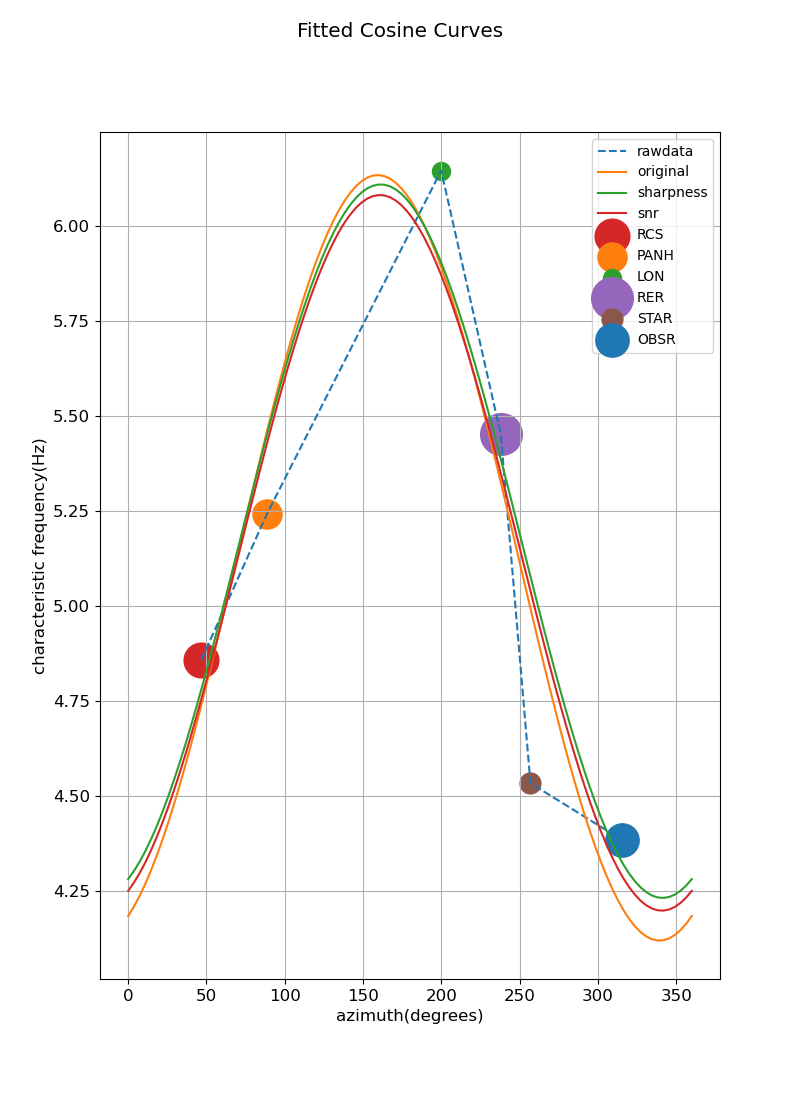 Fitted Cosine Curves
rawdata
original
sharpness
snr
RCS
PANH
LON
RER
STAR
OBSR
characteristic frequency(Hz)
6.00
5.75
5.50
5.25
5.00
4.75
4.50
4.25
0 50 100 150 200 250 300 350
azimuth(degrees)